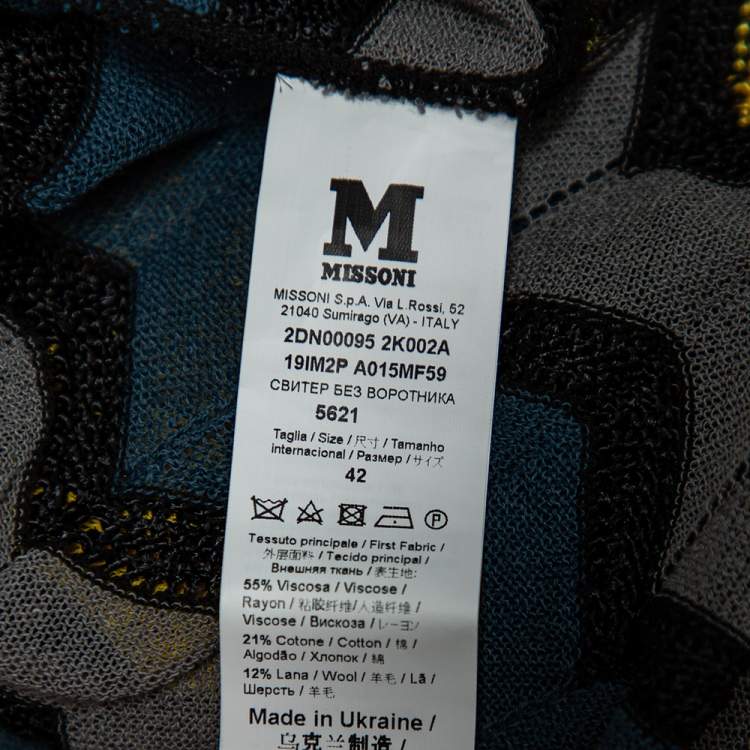 M
MISSONI
MISSONI S.p.A. Via L.Rossi, 52
21040 Sumirago (VA) - ITALY
2DN00095 2K002A
19IM2P A015MF59
СВИТЕР БЕЗ ВОРОТНИКА
5621
Taglia / Size / 尺寸 / Tamanho
internacional / Размер / サイズ
42
P
Tessuto principale / First Fabric /
外层面料 / Tecido principal /
Внешняя ткань / 表生地:
55% Viscosa / Viscose /
Rayon / 粘胶纤维/人造纤维 /
Viscose / Вискоза / レーヨン
21% Cotone / Cotton / 棉 /
Algodão / Хлопок / 綿
12% Lana / Wool / 羊毛 / Lã /
Шерсть / 羊毛
Made in Ukraine /
乌克兰制造 /